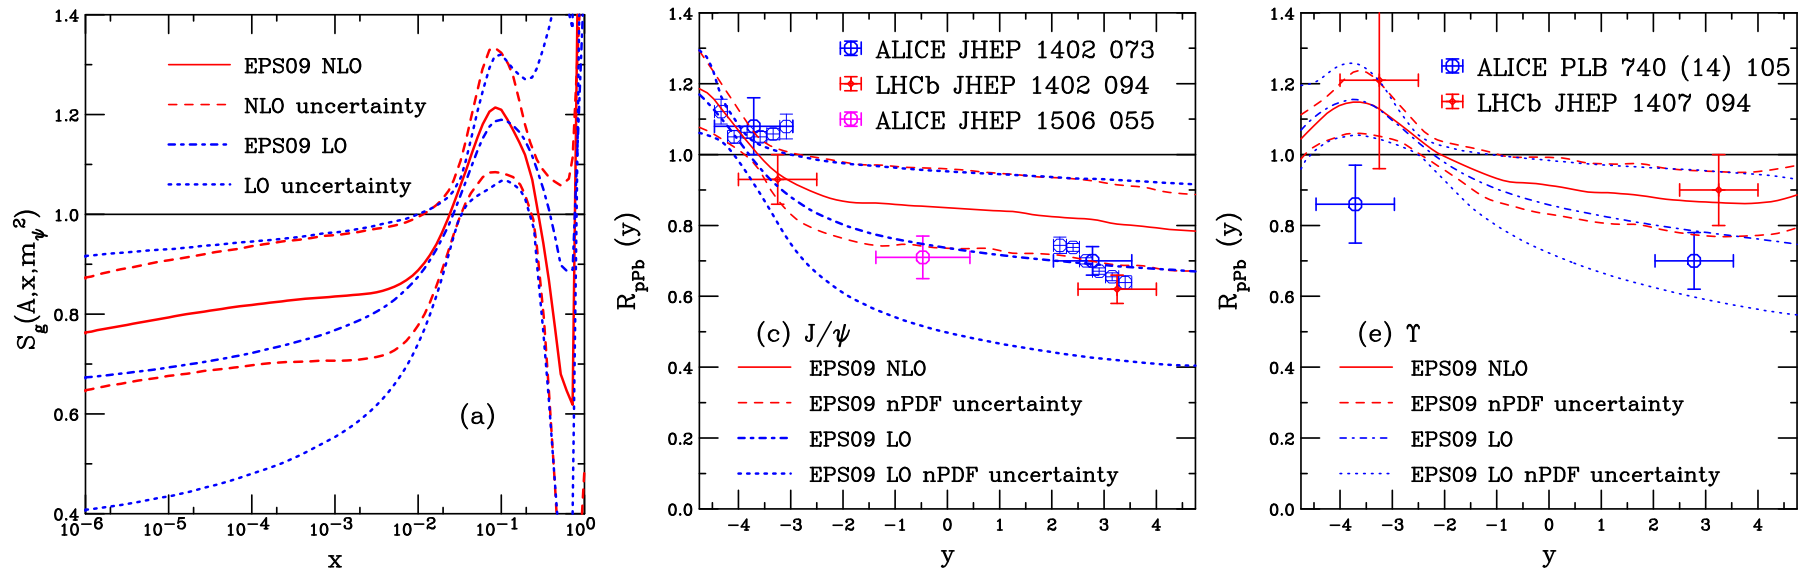 1.4
1.2
1.0
0.8
0.6
0.4
S_g(A,x,m_ψ^2)
EPS09 NLO
NLO uncertainty
EPS09 LO
LO uncertainty
(a)
10^-6
10^-5
10^-4
10^-3
10^-2
10^-1
10^0
x
1.4
1.2
1.0
0.8
0.6
0.4
0.2
0.0
R_pPb (y)
ALICE JHEP 1402 073
LHCb JHEP 1402 094
ALICE JHEP 1506 055
(c) J/ψ
EPS09 NLO
EPS09 nPDF uncertainty
EPS09 LO
EPS09 LO nPDF uncertainty
-4 -3 -2 -1 0 1 2 3 4
y
1.4
1.2
1.0
0.8
0.6
0.4
0.2
0.0
R_pPb (y)
ALICE PLB 740 (14) 105
LHCb JHEP 1407 094
(e) ϒ
EPS09 NLO
EPS09 nPDF uncertainty
EPS09 LO
EPS09 LO nPDF uncertainty
-4 -3 -2 -1 0 1 2 3 4
y